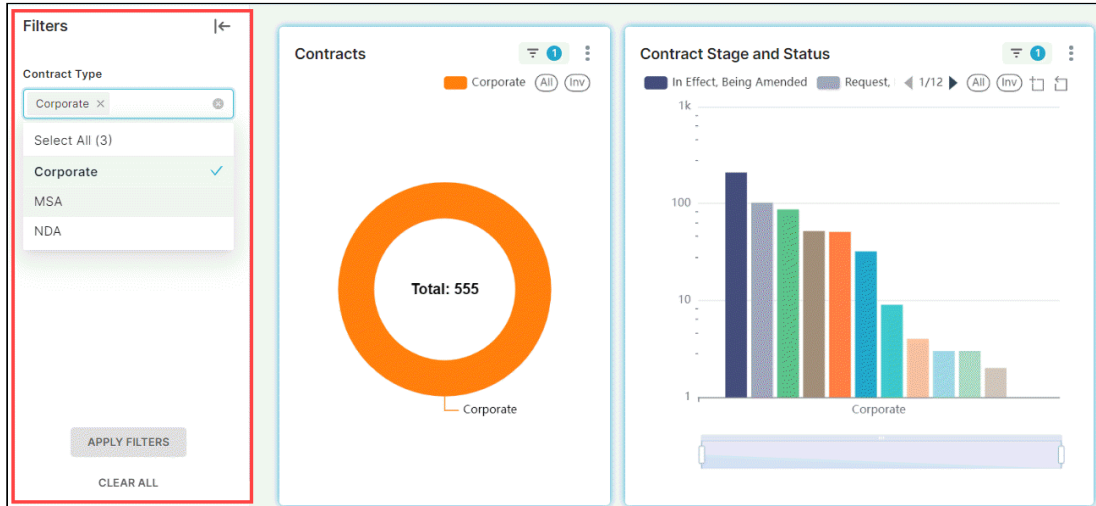 Filters
Contract Type
Corporate ×
Select All (3)
Corporate
MSA
NDA
APPLY FILTERS
CLEAR ALL
Contracts
1
Corporate All Inv
Total: 555
Corporate
Contract Stage and Status
1
In Effect, Being Amended Request, 1/12 All Inv
1k
100
10
1
Corporate